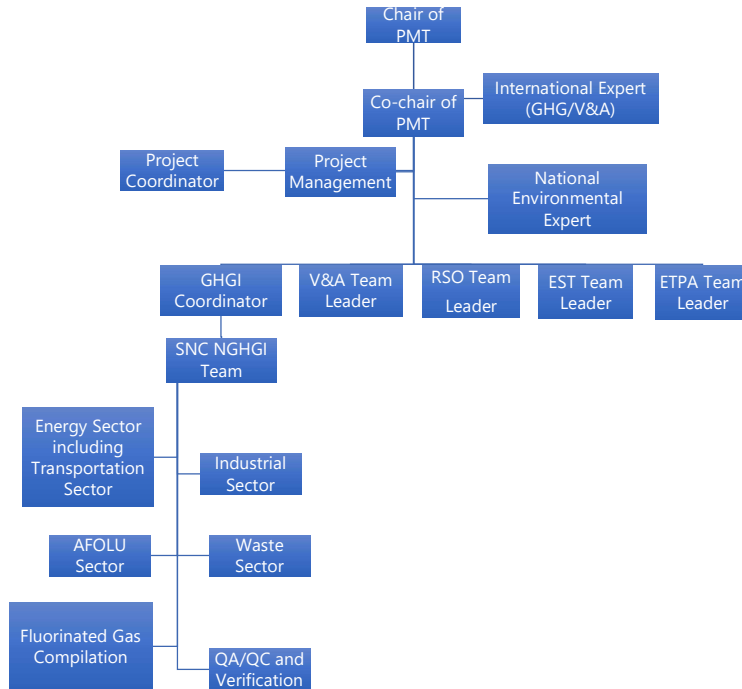 Chair of
PMT
Co-chair of
PMT
International Expert
(GHG/V&A)
Project
Coordinator
Project
Management
National
Environmental
Expert
GHGI
Coordinator
V&A Team
Leader
RSO Team
Leader
EST Team
Leader
ETPA Team
Leader
SNC NGHGI
Team
Energy Sector
including
Transportation
Sector
Industrial
Sector
AFOLU
Sector
Waste
Sector
Fluorinated Gas
Compilation
QA/QC and
Verification